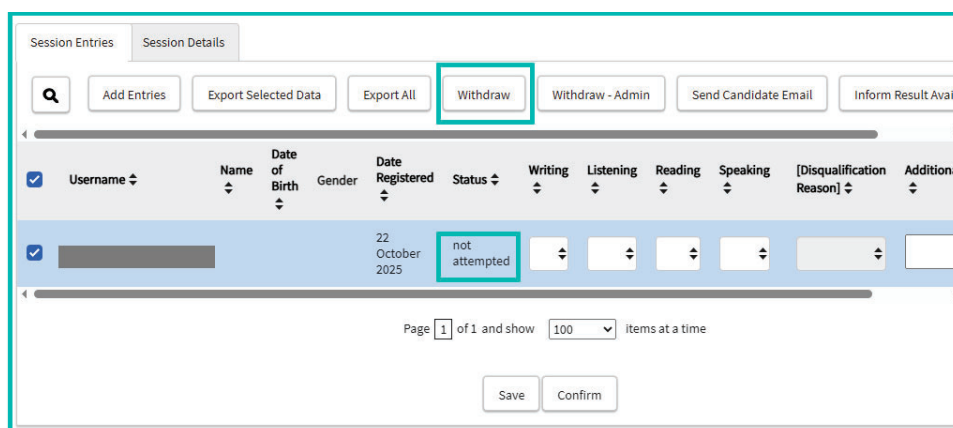 Session Entries Session Details
Add Entries Export Selected Data Export All Withdraw Withdraw - Admin Send Candidate Email Inform Result Avai
Username Name Date of Birth Gender Date Registered Status Writing Listening Reading Speaking [Disqualification Reason] Additiona
22 October 2025 not attempted
Page 1 of 1 and show 100 items at a time
Save Confirm